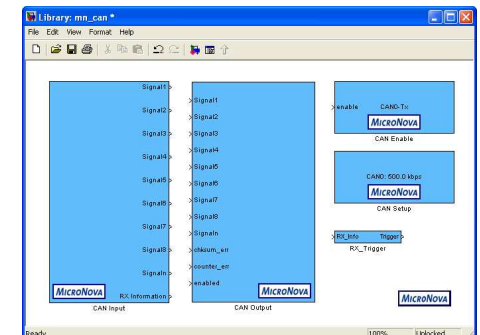 Library: mn_can *
File Edit View Format Help
Signal1
Signal2
Signal3
Signal4
Signal5
Signal6
Signal7
Signal8
Signaln
RX Information
MICRONOVA
CAN Input
Signal1
Signal2
Signal3
Signal4
Signal5
Signal6
Signal7
Signal8
Signaln
chksum_err
counter_err
enabled
MICRONOVA
CAN Output
enable CAN0-Tx
MICRONOVA
CAN Enable
CAN0: 500.0 kbps
MICRONOVA
CAN Setup
RX_Info Trigger
RX_Trigger
MICRONOVA
Ready 100% Unlocked